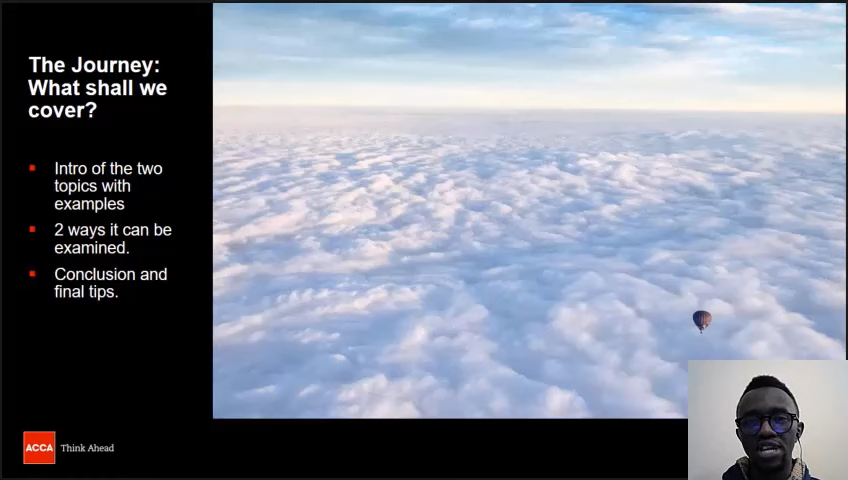 The Journey:
What shall we
cover?
Intro of the two
topics with
examples
2 ways it can be
examined.
Conclusion and
final tips.
ACCA Think Ahead